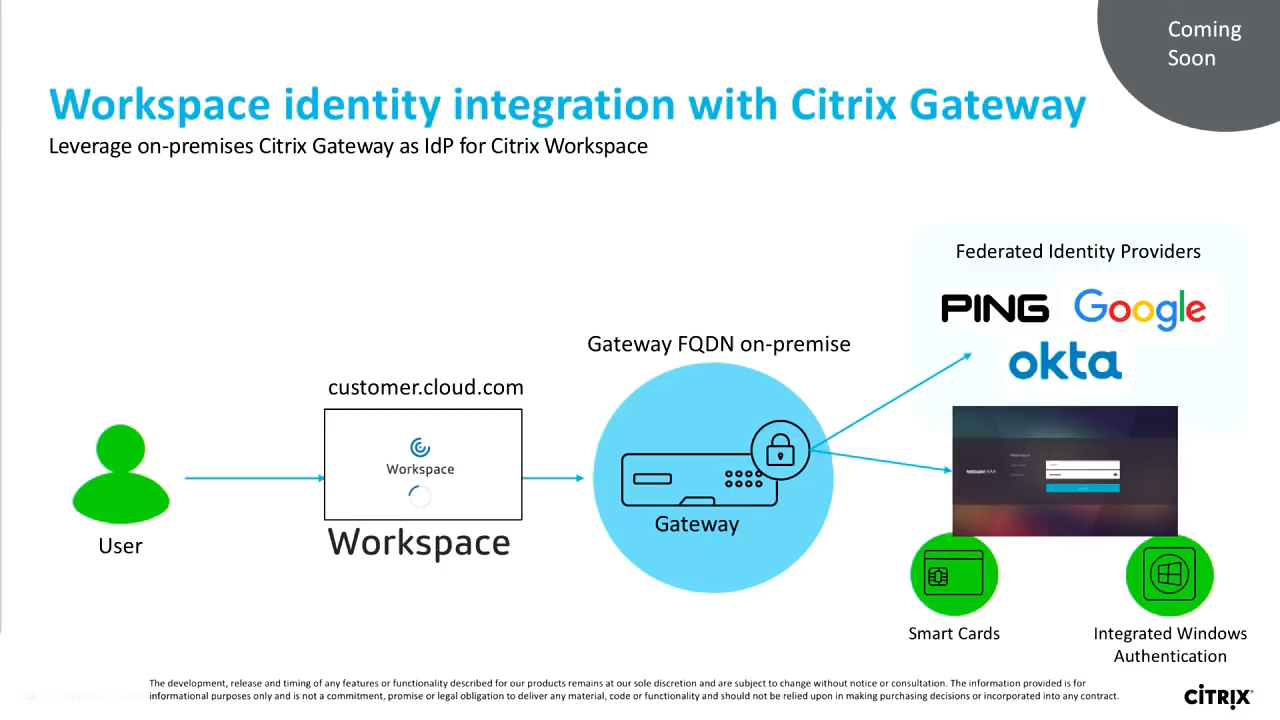 Coming
Soon
Workspace identity integration with Citrix Gateway
Leverage on-premises Citrix Gateway as IdP for Citrix Workspace
Federated Identity Providers
PING Google
okta
Gateway FQDN on-premise
customer.cloud.com
Workspace
Workspace
Gateway
User
Netscaler AAA
Smart Cards
Integrated Windows
Authentication
The development, release and timing of any features or functionality described for our products remains at our sole discretion and are subject to change without notice or consultation. The information provided is for
informational purposes only and is not a commitment, promise or legal obligation to deliver any material, code or functionality and should not be relied upon in making purchasing decisions or incorporated into any contract.
CİTRIX